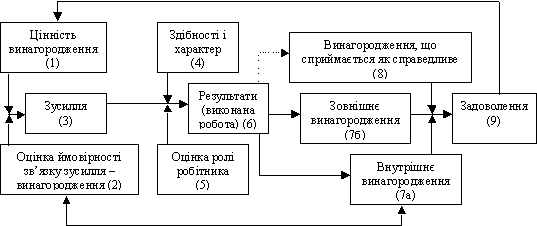 Цінність
винагородження
(1)
Здібності і
характер
(4)
Винагородження, що
сприймається як справедливе
(8)
Зусилля
(3)
Результати
(виконана
робота) (6)
Зовнішнє
винагородження
(7б)
Задоволення
(9)
Оцінка ймовірності
зв’язку зусилля –
винагородження (2)
Оцінка ролі
робітника
(5)
Внутрішнє
винагородження
(7а)